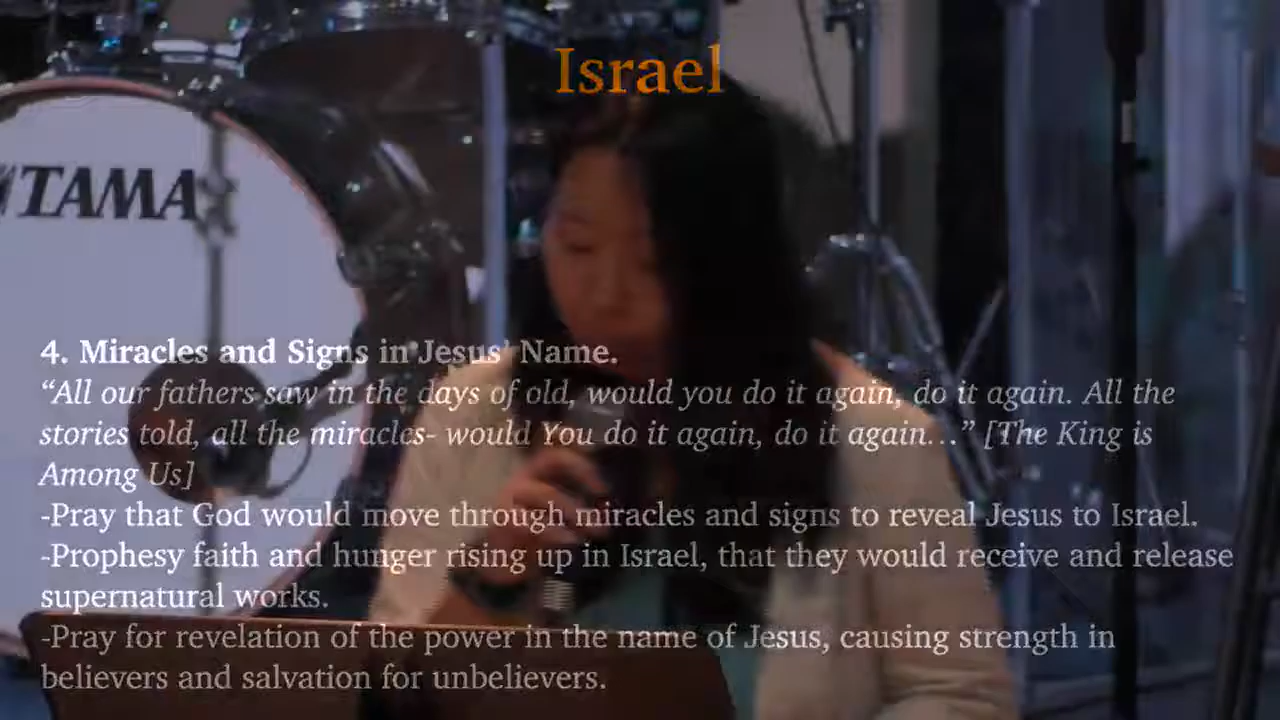 Israel
TAMA
4. Miracles and Signs in Jesus’ Name.
“All our fathers saw in the days of old, would you do it again, do it again. All the
stories told, all the miracles- would You do it again, do it again…” [The King is
Among Us]
-Pray that God would move through miracles and signs to reveal Jesus to Israel.
-Prophesy faith and hunger rising up in Israel, that they would receive and release
supernatural works.
-Pray for revelation of the power in the name of Jesus, causing strength in
believers and salvation for unbelievers.